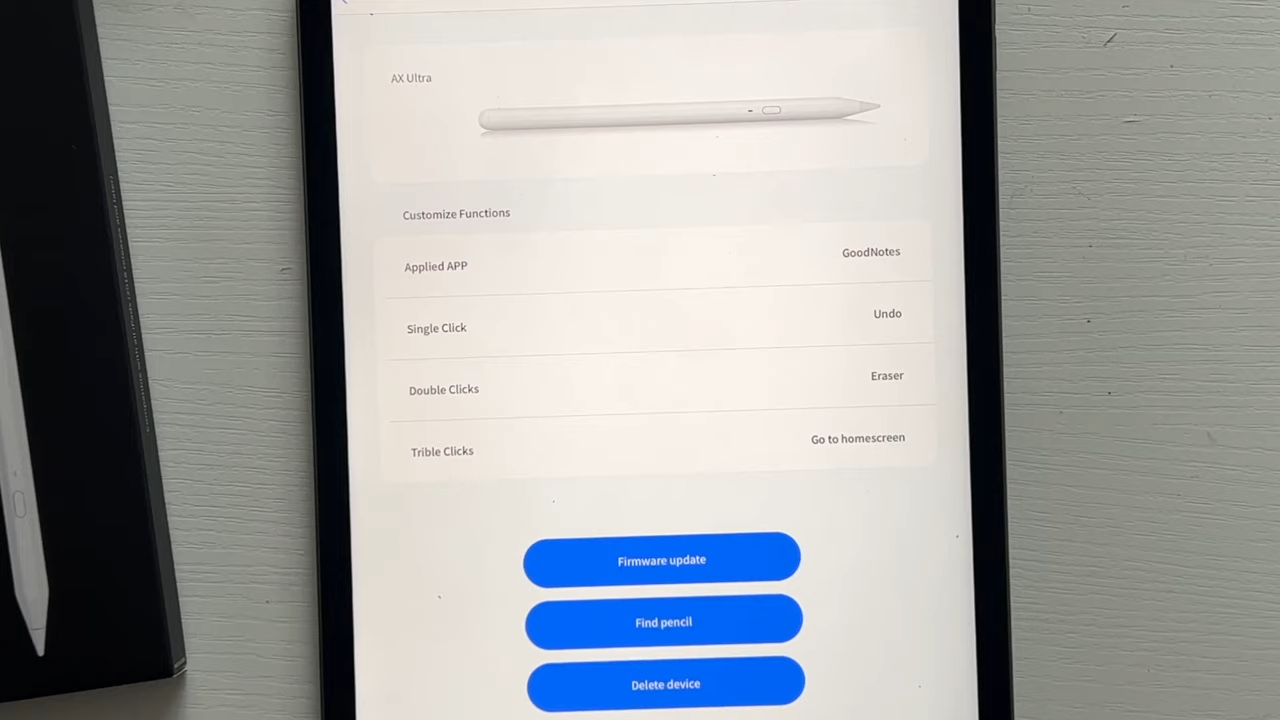 AX Ultra
Customize Functions
Applied APP GoodNotes
Single Click Undo
Double Clicks Eraser
Trible Clicks Go to homescreen
Firmware update
Find pencil
Delete device